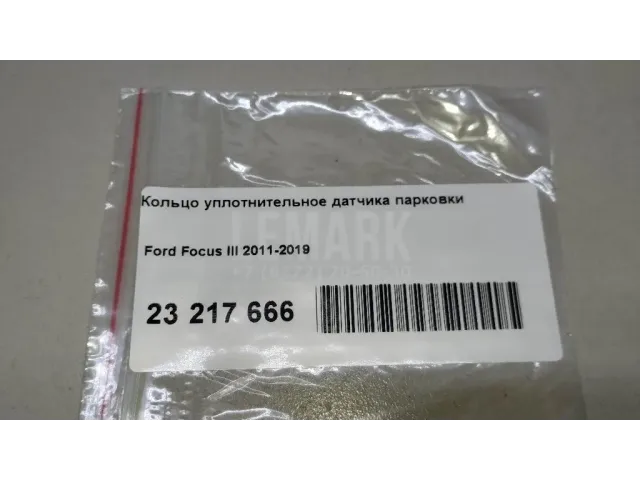 Кольцо уплотнительное датчика парковки
LEMARK
Ford Focus III 2011-2019
23 217 666